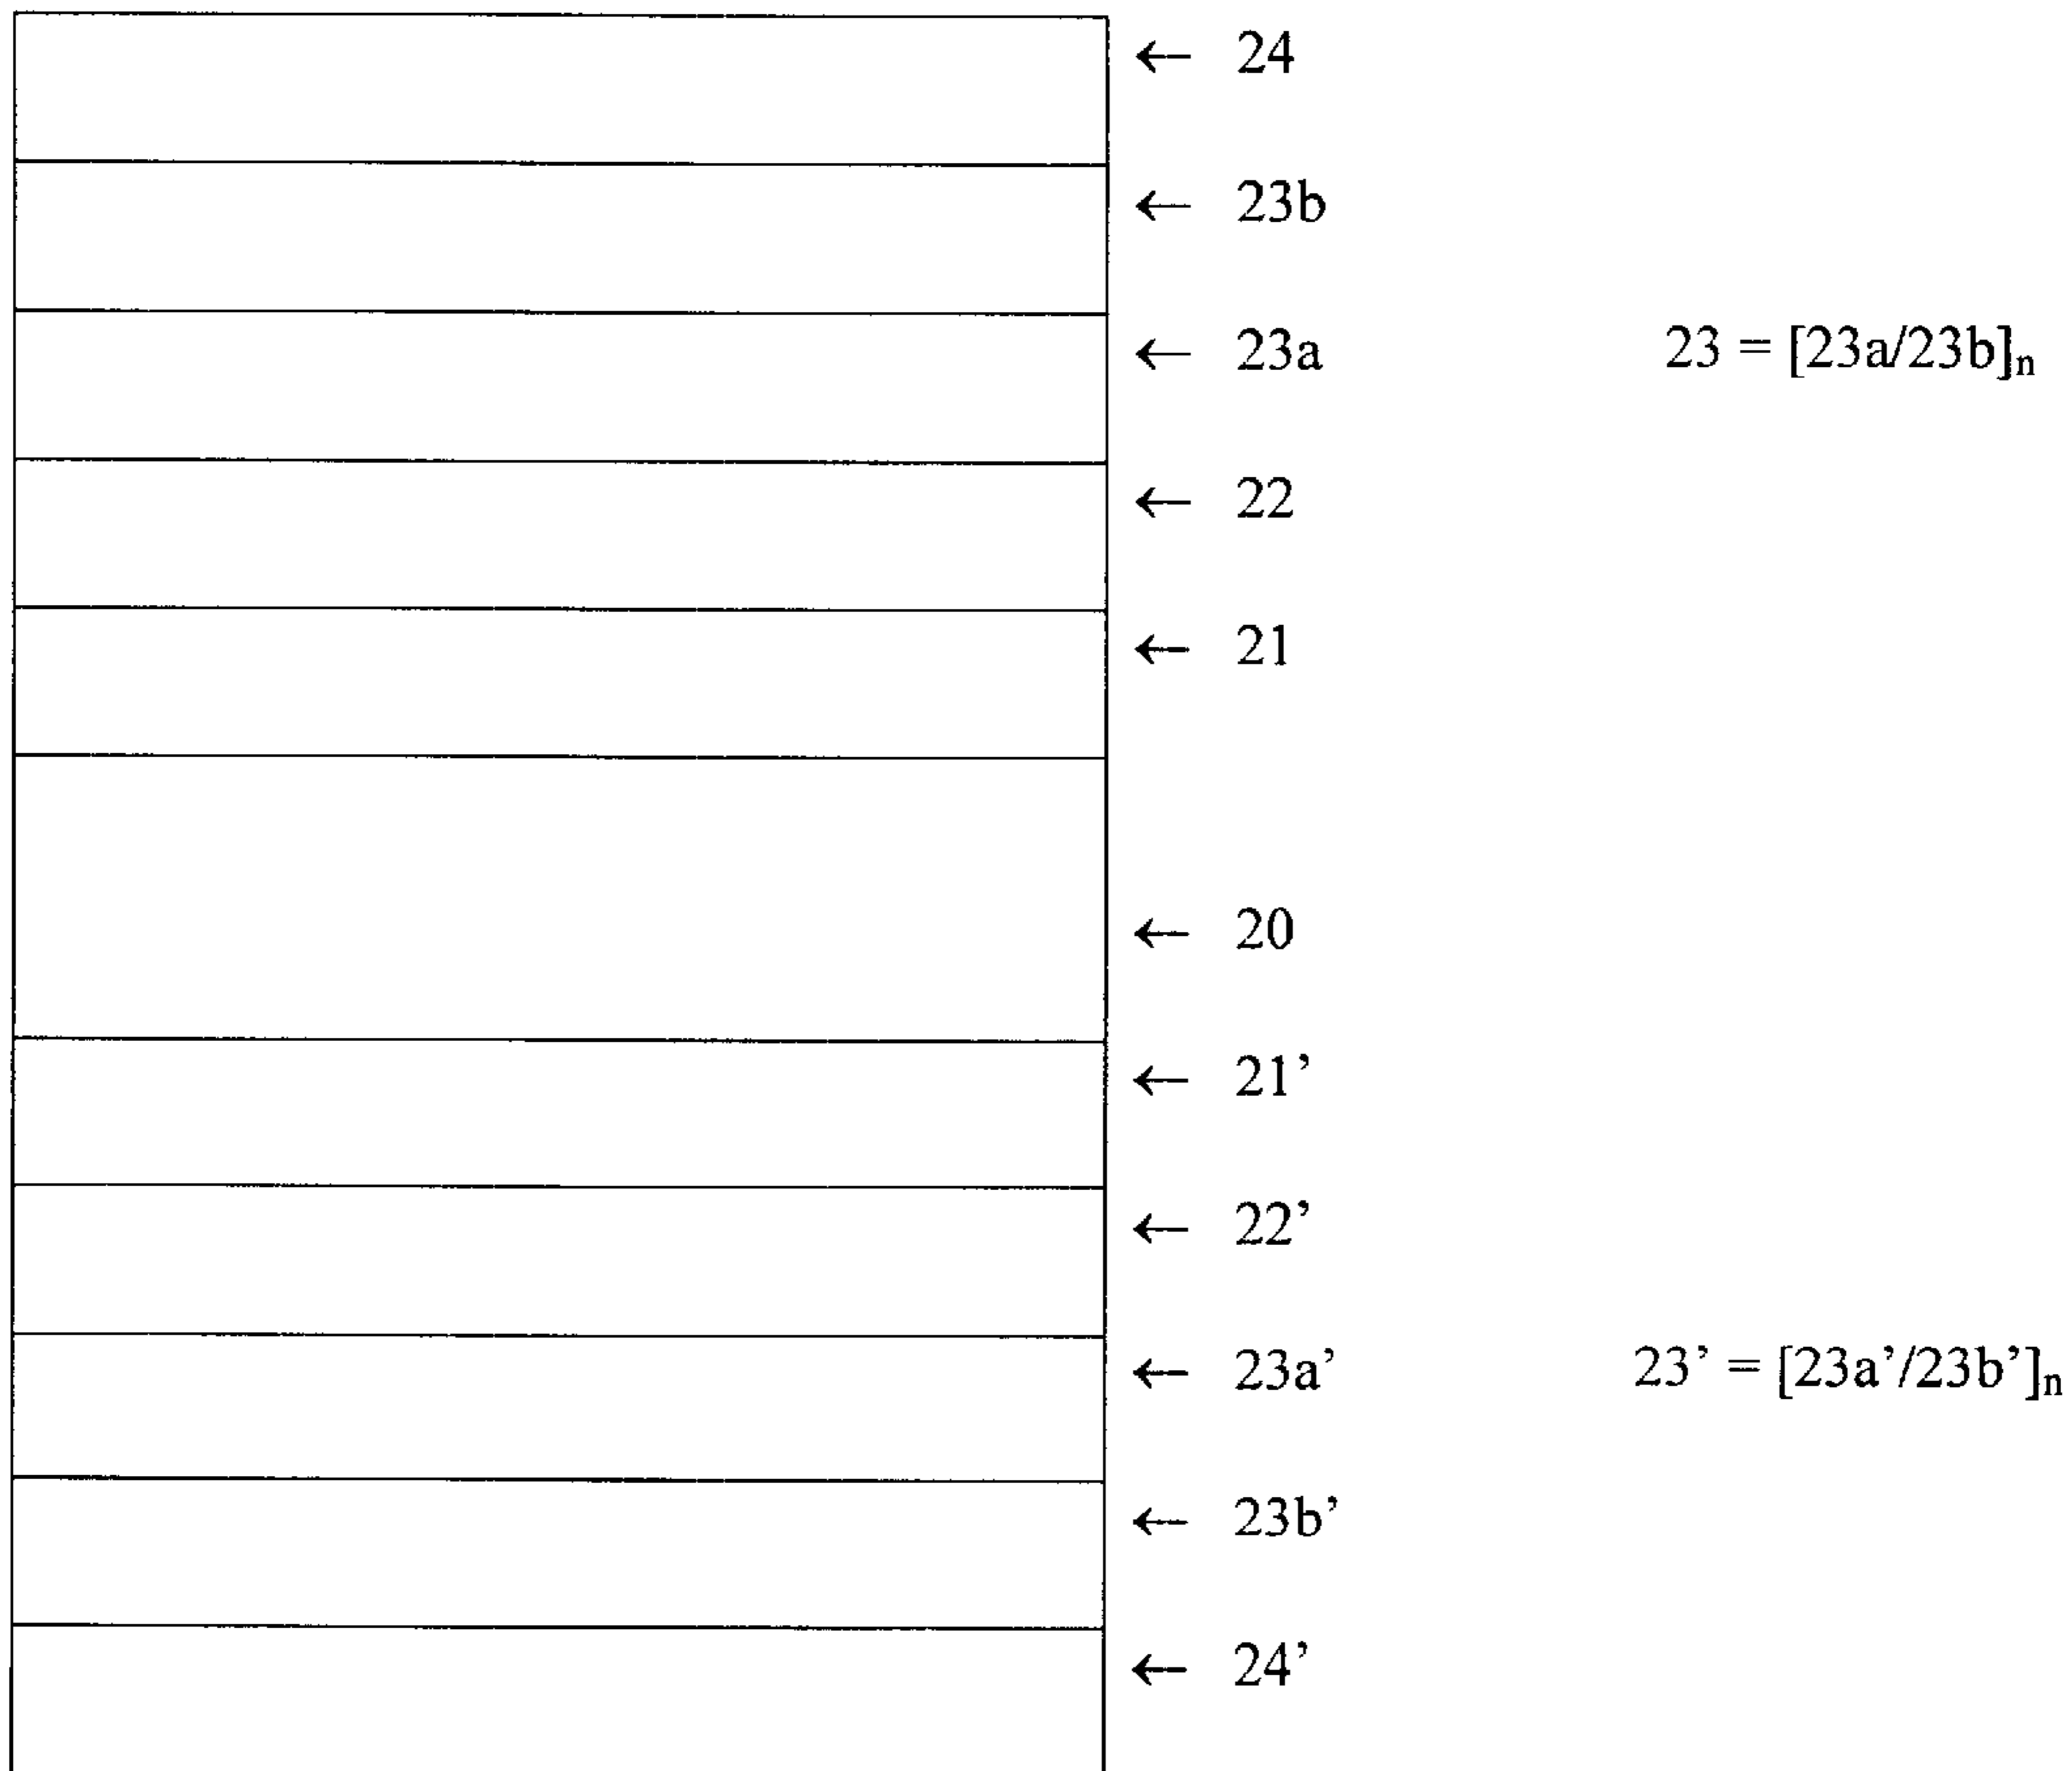 ← 24
← 23b
← 23a 23 = [23a/23b]n
← 22
← 21
← 20
← 21’
← 22’
← 23a’ 23’ = [23a’/23b’]n
← 23b’
← 24’